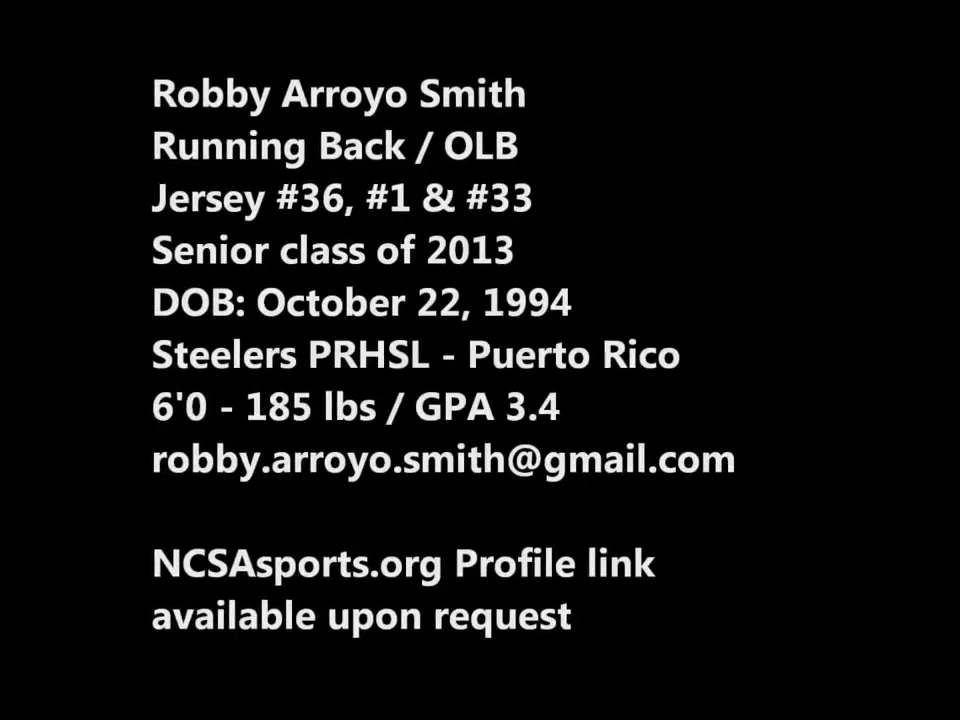 Robby Arroyo Smith
Running Back / OLB
Jersey #36, #1 & #33
Senior class of 2013
DOB: October 22, 1994
Steelers PRHSL - Puerto Rico
6'0 - 185 lbs / GPA 3.4
robby.arroyo.smith@gmail.com
NCSAsports.org Profile link
available upon request